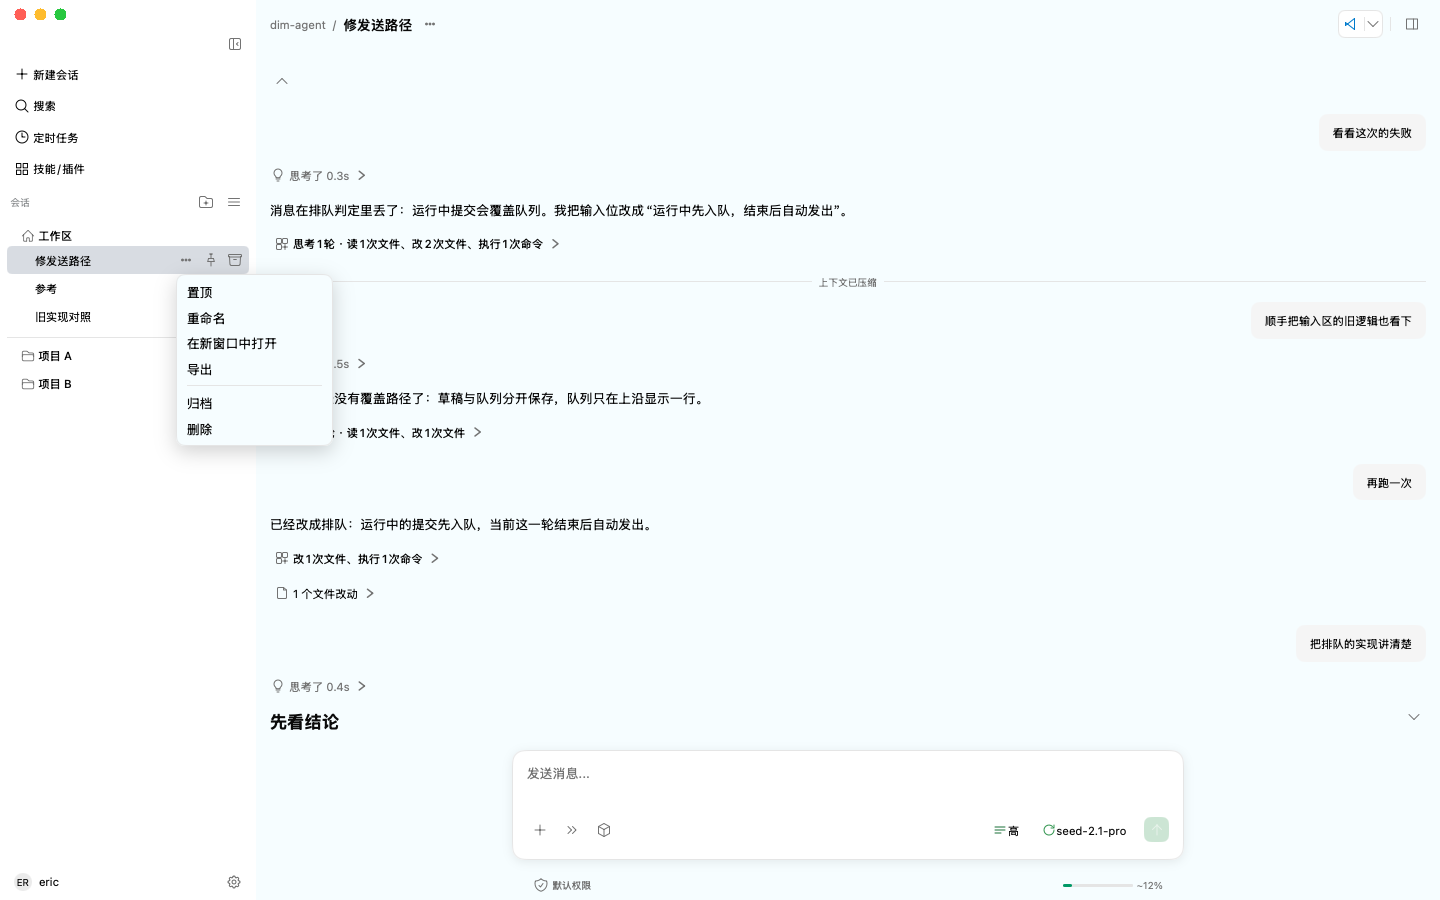 dim-agent / 修发送路径
新建会话
搜索
定时任务
技能/插件
会话
工作区
修发送路径
参考
旧实现对照
项目 A
项目 B
置顶
重命名
在新窗口中打开
导出
归档
删除
ER eric
看看这次的失败
思考了 0.3s
消息在排队判定里丢了：运行中提交会覆盖队列。我把输入位改成“运行中先入队，结束后自动发出”。
思考1轮 · 读1次文件、改2次文件、执行1次命令
上下文已压缩
顺手把输入区的旧逻辑也看下
.5s
没有覆盖路径了：草稿与队列分开保存，队列只在上沿显示一行。
· 读1次文件、改1次文件
再跑一次
已经改成排队：运行中的提交先入队，当前这一轮结束后自动发出。
改1次文件、执行1次命令
1 个文件改动
把排队的实现讲清楚
思考了 0.4s
先看结论
发送消息...
高
seed-2.1-pro
默认权限
~12%